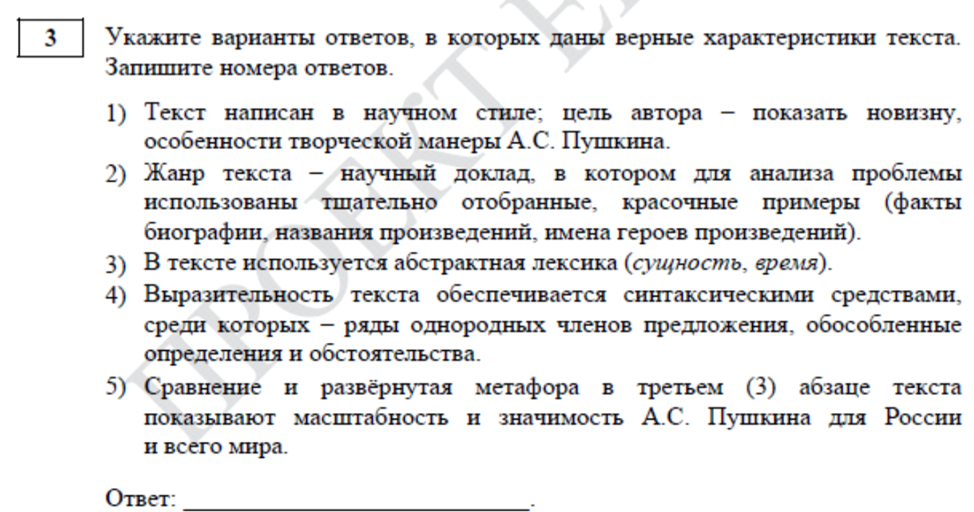 3 Укажите варианты ответов, в которых даны верные характеристики текста.
Запишите номера ответов.
1) Текст написан в научном стиле; цель автора – показать новизну,
особенности творческой манеры А.С. Пушкина.
2) Жанр текста – научный доклад, в котором для анализа проблемы
использованы тщательно отобранные, красочные примеры (факты
биографии, названия произведений, имена героев произведений).
3) В тексте используется абстрактная лексика (сущность, время).
4) Выразительность текста обеспечивается синтаксическими средствами,
среди которых – ряды однородных членов предложения, обособленные
определения и обстоятельства.
5) Сравнение и развёрнутая метафора в третьем (3) абзаце текста
показывают масштабность и значимость А.С. Пушкина для России
и всего мира.
Ответ: ___________________________.
ПРОЕКТ